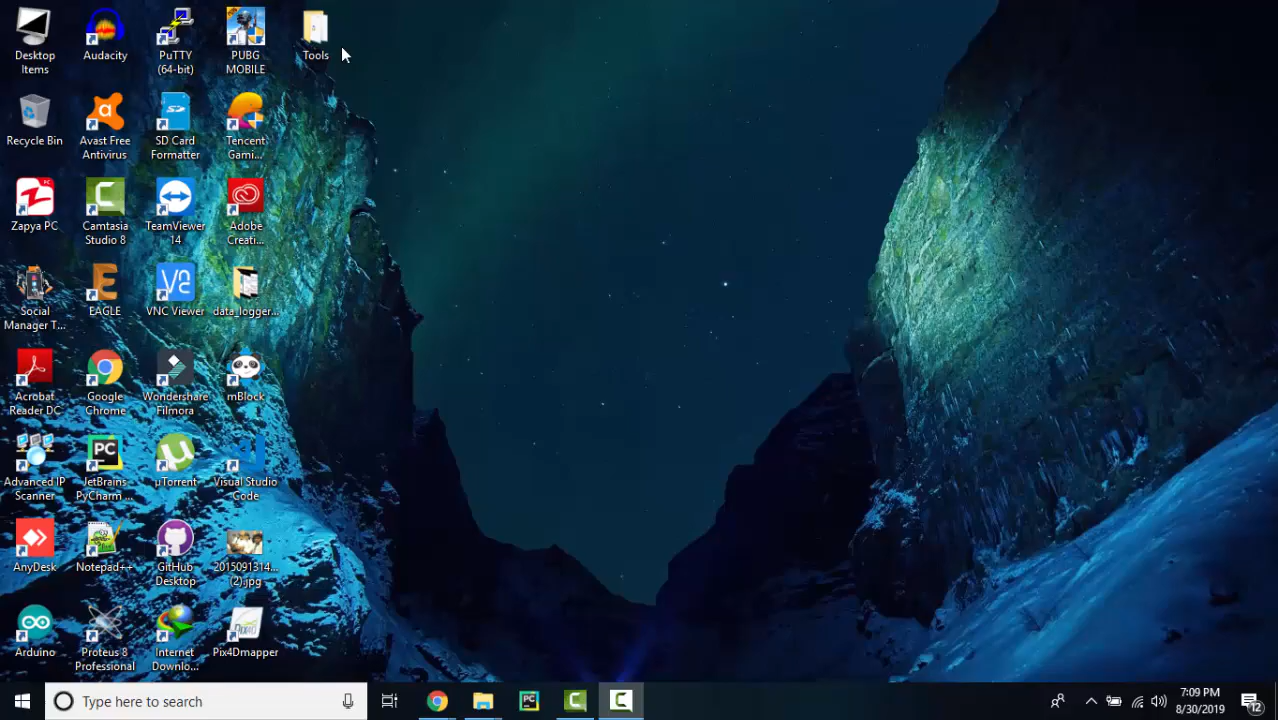 Desktop
Items
Audacity
PuTTY
(64-bit)
PUBG
MOBILE
Tools
Recycle Bin
Avast Free
Antivirus
SD Card
Formatter
Tencent
Gami...
Zapya PC
Camtasia
Studio 8
TeamViewer
14
Adobe
Creati...
Social
Manager T...
EAGLE
VNC Viewer
data_logger...
Acrobat
Reader DC
Google
Chrome
Wondershare
Filmora
mBlock
Advanced IP
Scanner
JetBrains
PyCharm ...
µTorrent
Visual Studio
Code
AnyDesk
Notepad++
GitHub
Desktop
2015091314...
(2).jpg
Arduino
Proteus 8
Professional
Internet
Downlo...
Pix4Dmapper
Type here to search
7:09 PM
8/30/2019
12